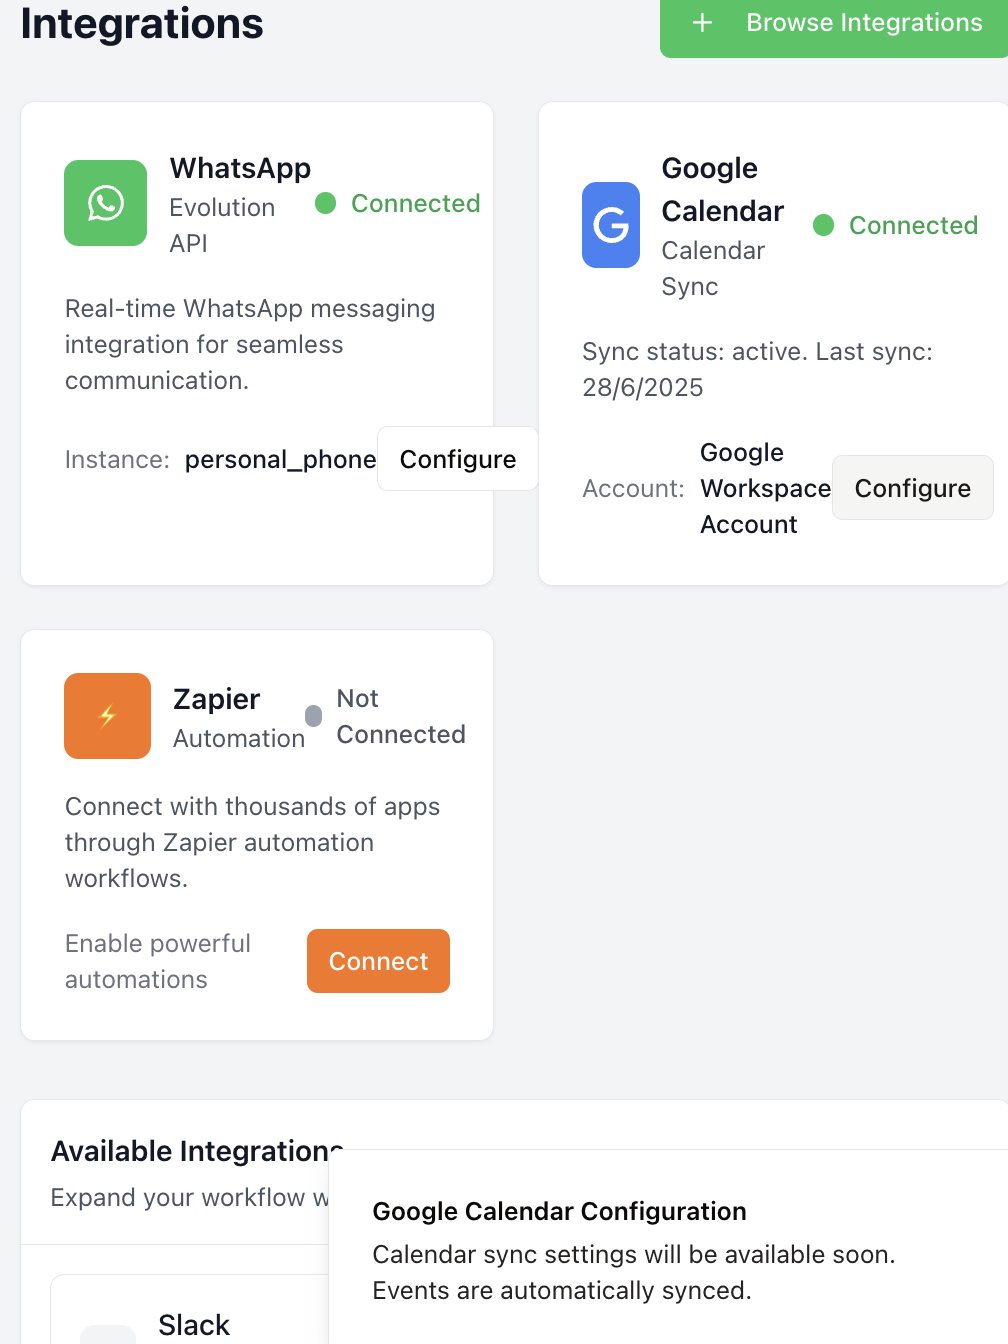 Integrations
+ Browse Integrations
WhatsApp
Evolution
API
Connected
Real-time WhatsApp messaging
integration for seamless
communication.
Instance: personal_phone
Configure
Google
Calendar
Calendar
Sync
Connected
Sync status: active. Last sync:
28/6/2025
Account:
Google
Workspace
Account
Configure
Zapier
Automation
Not
Connected
Connect with thousands of apps
through Zapier automation
workflows.
Enable powerful
automations
Connect
Available Integrations
Expand your workflow
Slack
Google Calendar Configuration
Calendar sync settings will be available soon.
Events are automatically synced.